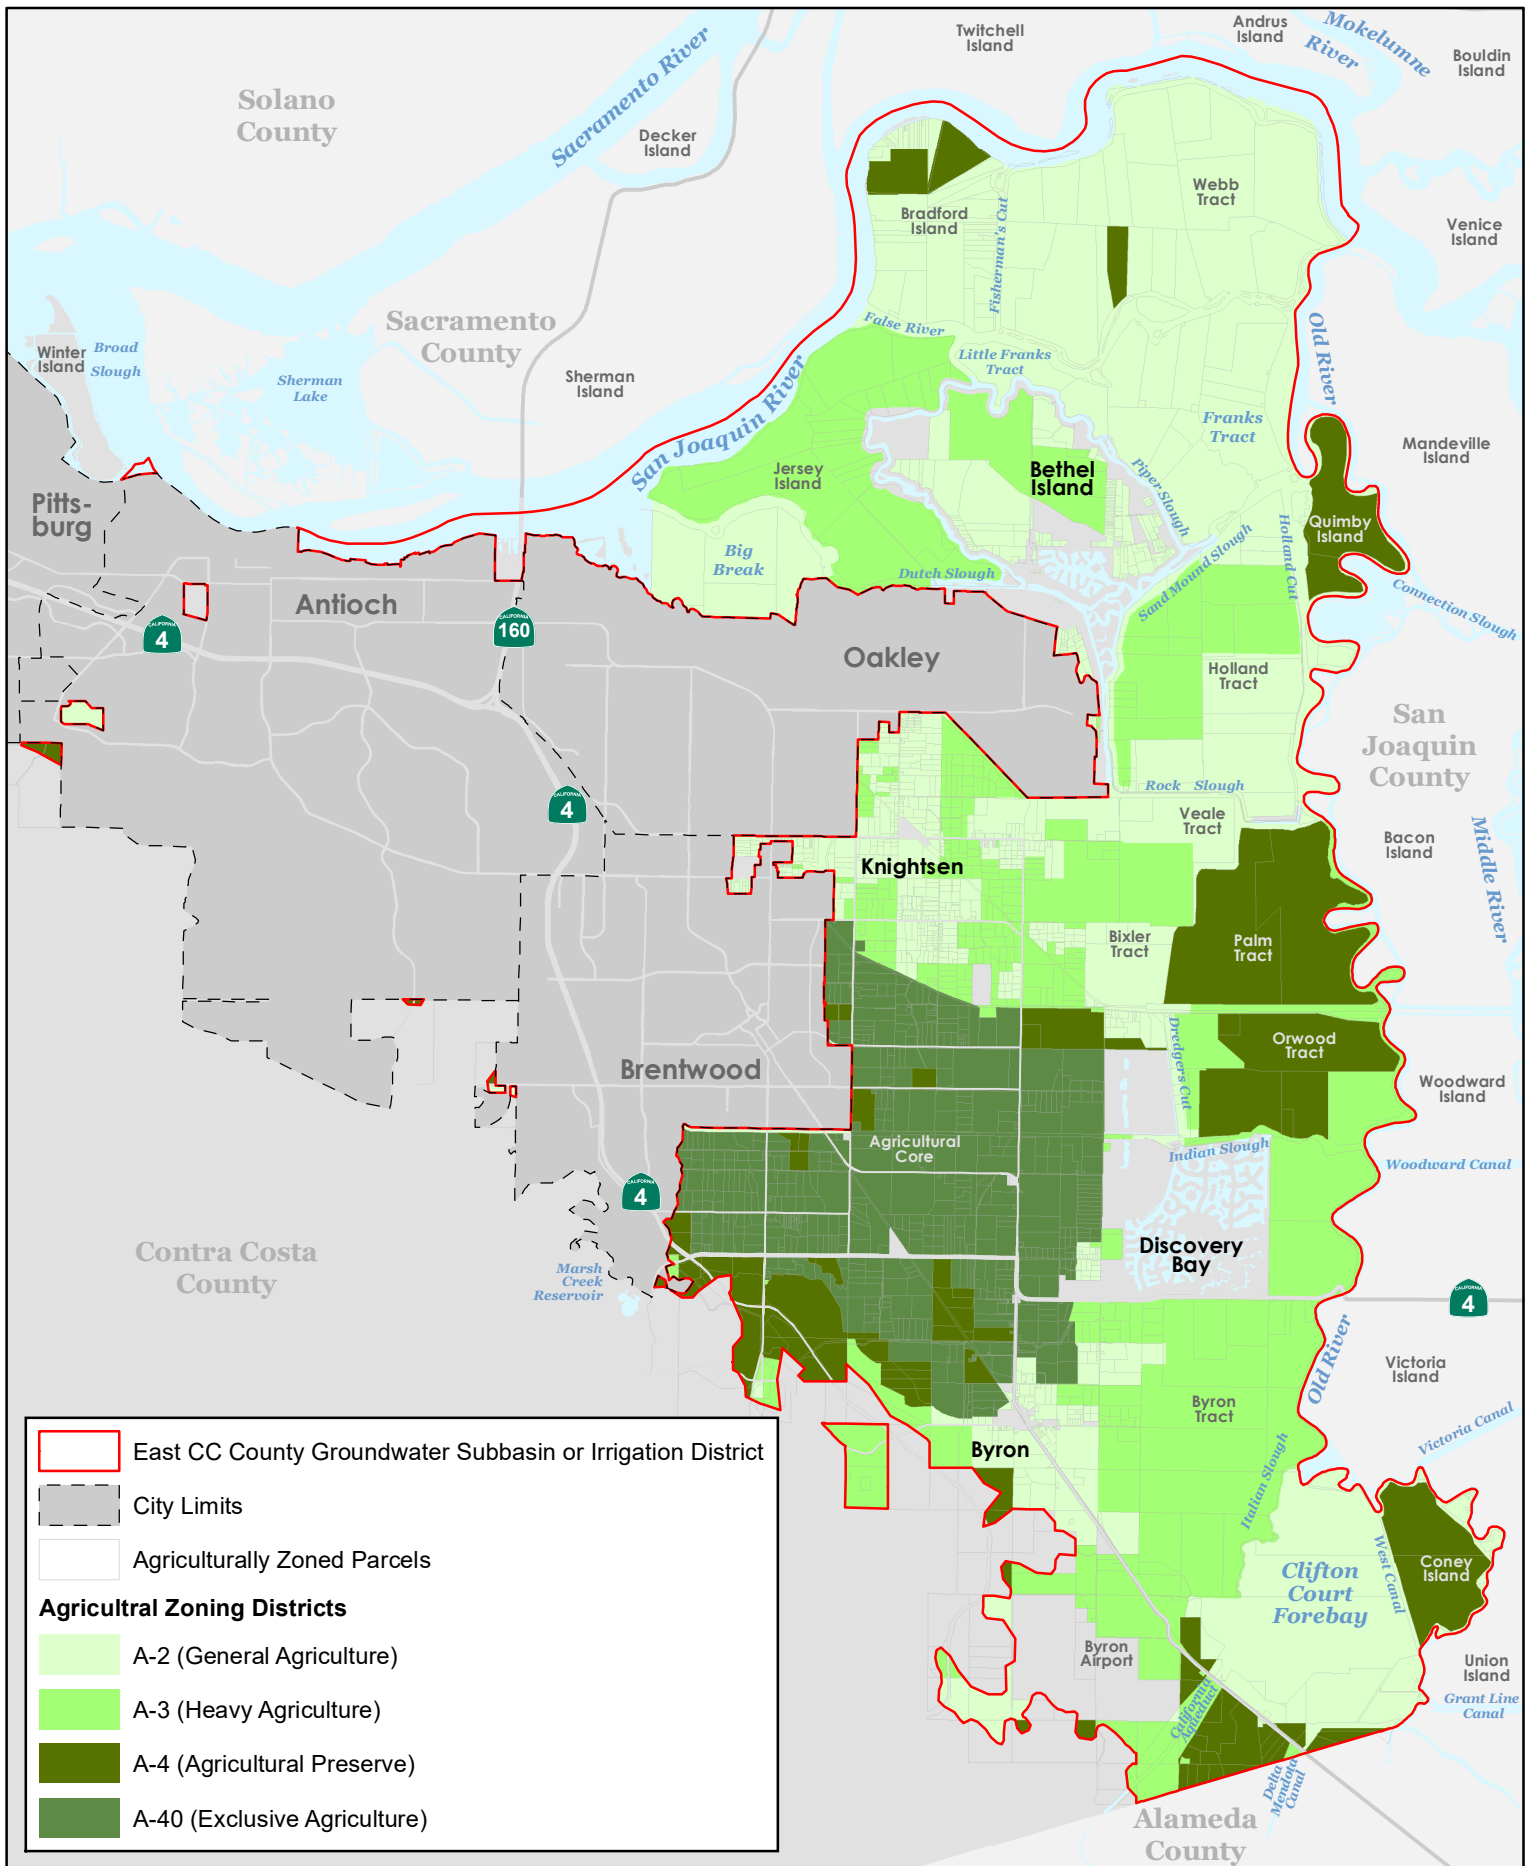 Twitchell
Island
Andrus
Island
Mokelumne
River
Bouldin
Island
Solano
County
Sacramento River
Decker
Island
Webb
Tract
Bradford
Island
Fisherman's Cut
Venice
Island
Sacramento
County
False River
Old River
Winter
Island
Broad
Slough
Sherman
Lake
Sherman
Island
Little Franks
Tract
San Joaquin River
Franks
Tract
Mandeville
Island
Jersey
Island
Bethel
Island
Piper Slough
Pitts-
burg
Quimby
Island
Holland Cut
Big
Break
Dutch Slough
Sand Mound Slough
Connection Slough
Antioch
CALIFORNIA
4
CALIFORNIA
160
Oakley
Holland
Tract
San
Joaquin
County
CALIFORNIA
4
Rock Slough
Veale
Tract
Bacon
Island
Middle River
Knightsen
Bixler
Tract
Palm
Tract
Dredgers Cut
Orwood
Tract
Brentwood
Woodward
Island
Agricultural
Core
Indian Slough
Woodward Canal
CALIFORNIA
4
Contra Costa
County
Marsh
Creek
Reservoir
Discovery
Bay
CALIFORNIA
4
Old River
Victoria
Island
Byron
Tract
Victoria Canal
Byron
Italian Slough
West Canal
Clifton
Court
Forebay
Coney
Island
Byron
Airport
Union
Island
California
Aqueduct
Grant Line
Canal
Delta
Mendota
Canal
Alameda
County
East CC County Groundwater Subbasin or Irrigation District
City Limits
Agriculturally Zoned Parcels
Agricultral Zoning Districts
A-2 (General Agriculture)
A-3 (Heavy Agriculture)
A-4 (Agricultural Preserve)
A-40 (Exclusive Agriculture)